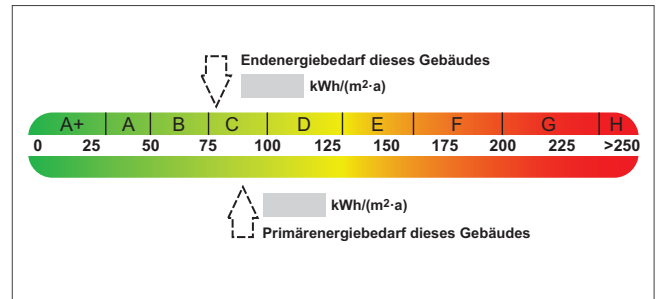 Endenergiebedarf dieses Gebäudes
kWh/(m²·a)
A+ A B C D E F G H
0 25 50 75 100 125 150 175 200 225 >250
kWh/(m²·a)
Primärenergiebedarf dieses Gebäudes